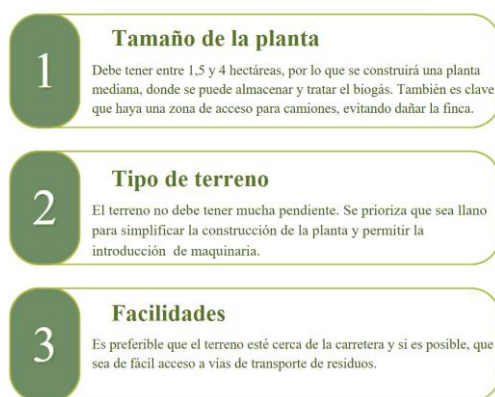 1
Tamaño de la planta
Debe tener entre 1,5 y 4 hectáreas, por lo que se construirá una planta
mediana, donde se puede almacenar y tratar el biogás. También es clave
que haya una zona de acceso para camiones, evitando dañar la finca.
2
Tipo de terreno
El terreno no debe tener mucha pendiente. Se prioriza que sea llano
para simplificar la construcción de la planta y permitir la
introducción de maquinaria.
3
Facilidades
Es preferible que el terreno esté cerca de la carretera y si es posible, que
sea de fácil acceso a vías de transporte de residuos.